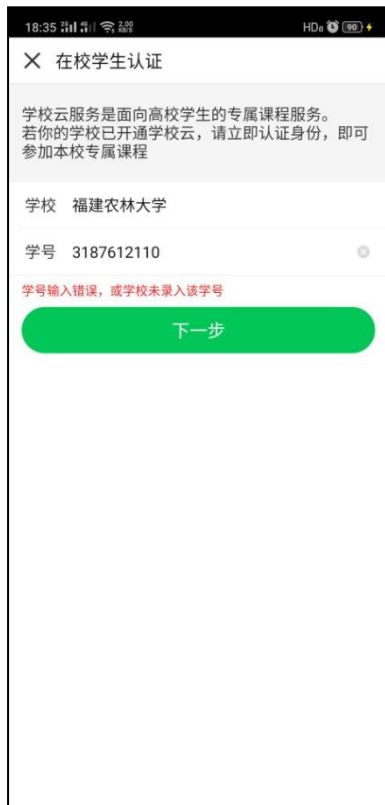 18:35 2.00 KB/S HD 90
在校学生认证
学校云服务是面向高校学生的专属课程服务。
若你的学校已开通学校云，请立即认证身份，即可
参加本校专属课程
学校 福建农林大学
学号 3187612110
学号输入错误，或学校未录入该学号
下一步